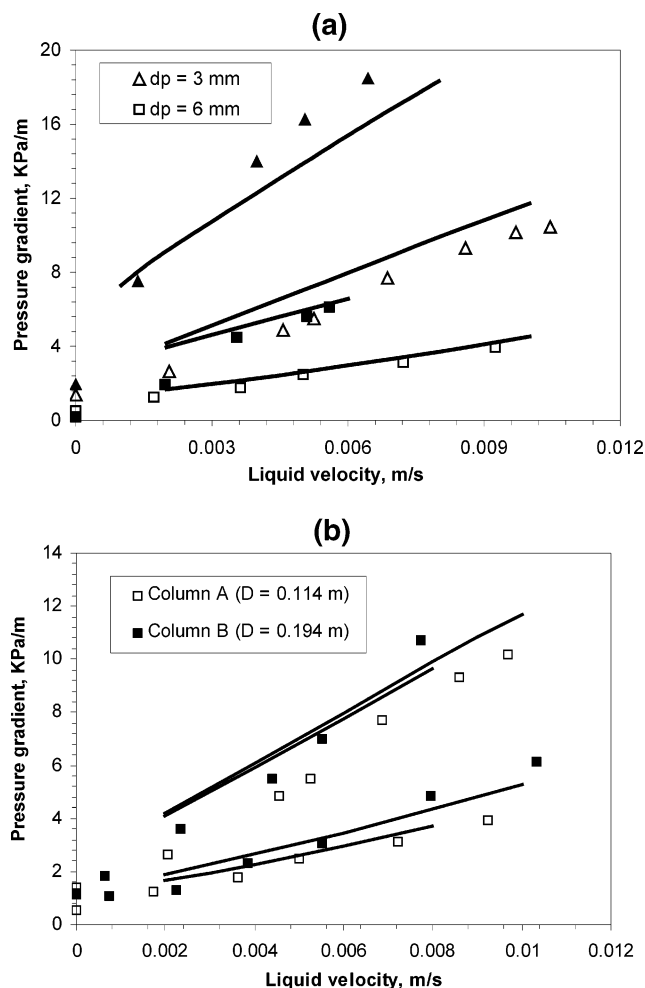 (a)
20
16
12
8
4
0
Pressure gradient, KPa/m
dp = 3 mm
dp = 6 mm
0 0.003 0.006 0.009 0.012
Liquid velocity, m/s
(b)
14
12
10
8
6
4
2
0
Pressure gradient, KPa/m
Column A (D = 0.114 m)
Column B (D = 0.194 m)
0 0.002 0.004 0.006 0.008 0.01 0.012
Liquid velocity, m/s